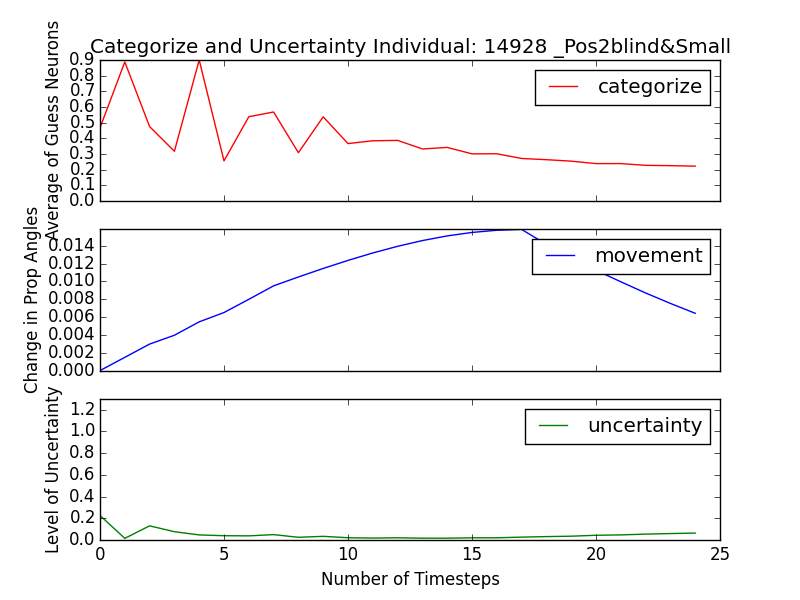 Categorize and Uncertainty Individual: 14928 _Pos2blind&Small
Average of Guess Neurons
0.9
0.8
0.7
0.6
0.5
0.4
0.3
0.2
0.1
0.0
categorize
Change in Prop Angles
0.014
0.012
0.010
0.008
0.006
0.004
0.002
0.000
movement
Level of Uncertainty
1.2
1.0
0.8
0.6
0.4
0.2
0.0
uncertainty
0 5 10 15 20 25
Number of Timesteps